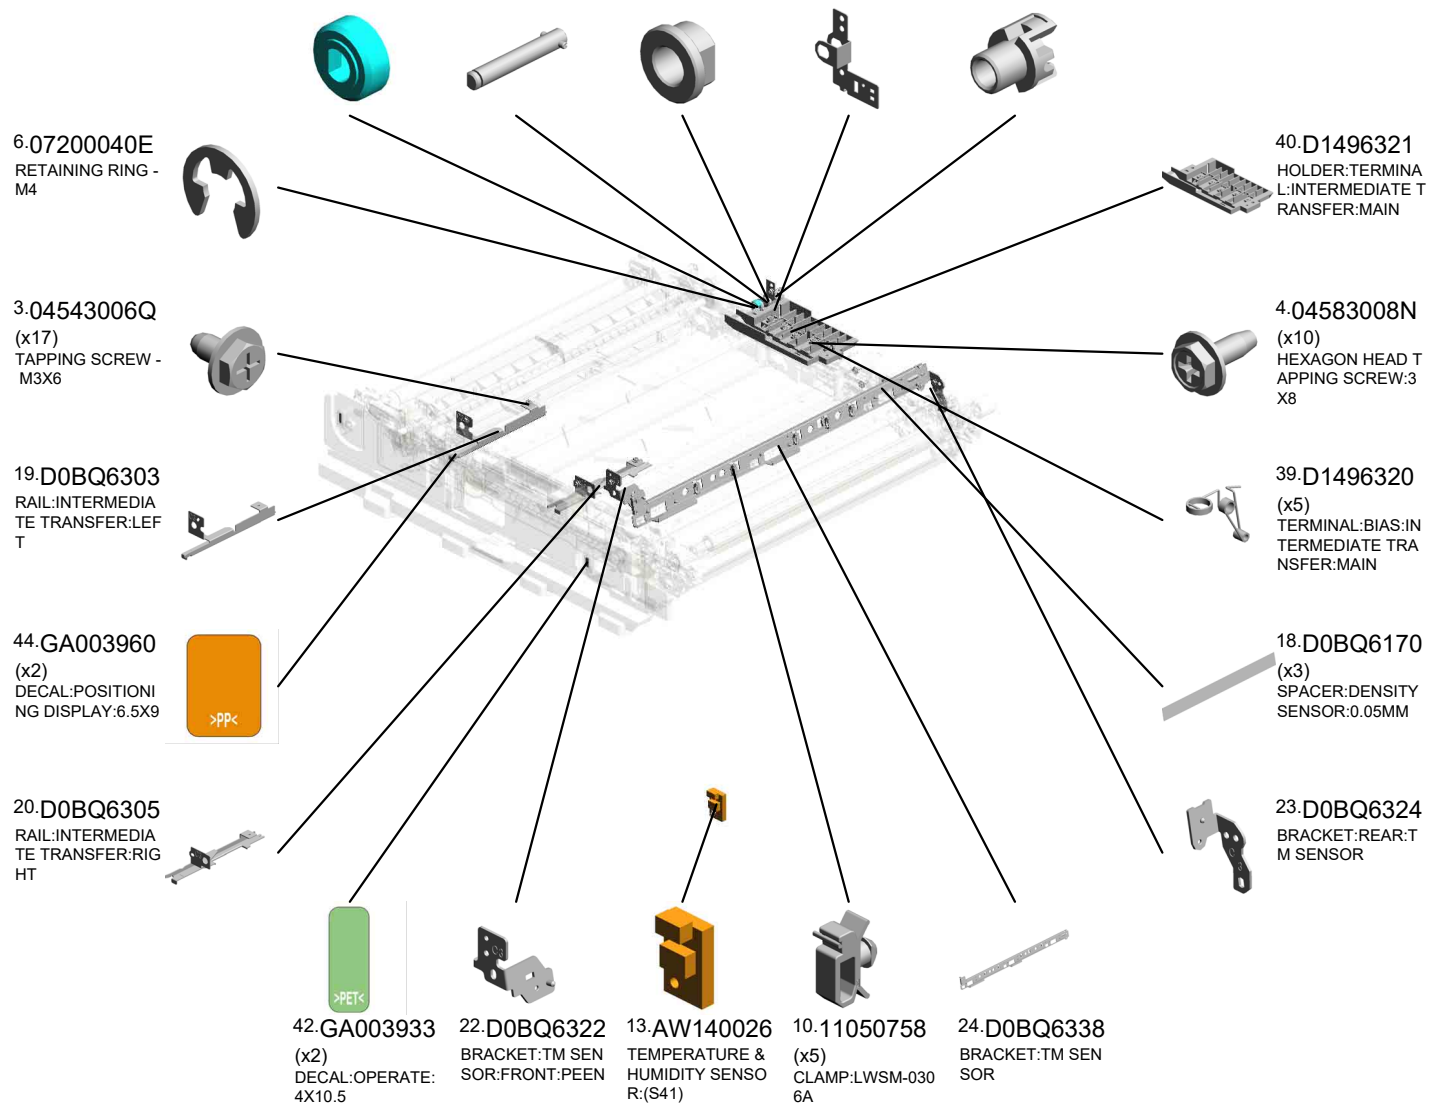 6.07200040E
RETAINING RING -
M4
3.04543006Q
(x17)
TAPPING SCREW -
M3X6
19.D0BQ6303
RAIL:INTERMEDIA
TE TRANSFER:LEF
T
44.GA003960
(x2)
DECAL:POSITIONI
NG DISPLAY:6.5X9
>PP<
20.D0BQ6305
RAIL:INTERMEDIA
TE TRANSFER:RIG
HT
>PET<
42.GA003933
(x2)
DECAL:OPERATE:
4X10.5
22.D0BQ6322
BRACKET:TM SEN
SOR:FRONT:PEEN
13.AW140026
TEMPERATURE &
HUMIDITY SENSO
R:(S41)
10.11050758
(x5)
CLAMP:LWSM-030
6A
24.D0BQ6338
BRACKET:TM SEN
SOR
40.D1496321
HOLDER:TERMINA
L:INTERMEDIATE T
RANSFER:MAIN
4.04583008N
(x10)
HEXAGON HEAD T
APPING SCREW:3
X8
39.D1496320
(x5)
TERMINAL:BIAS:IN
TERMEDIATE TRA
NSFER:MAIN
18.D0BQ6170
(x3)
SPACER:DENSITY
SENSOR:0.05MM
23.D0BQ6324
BRACKET:REAR:T
M SENSOR